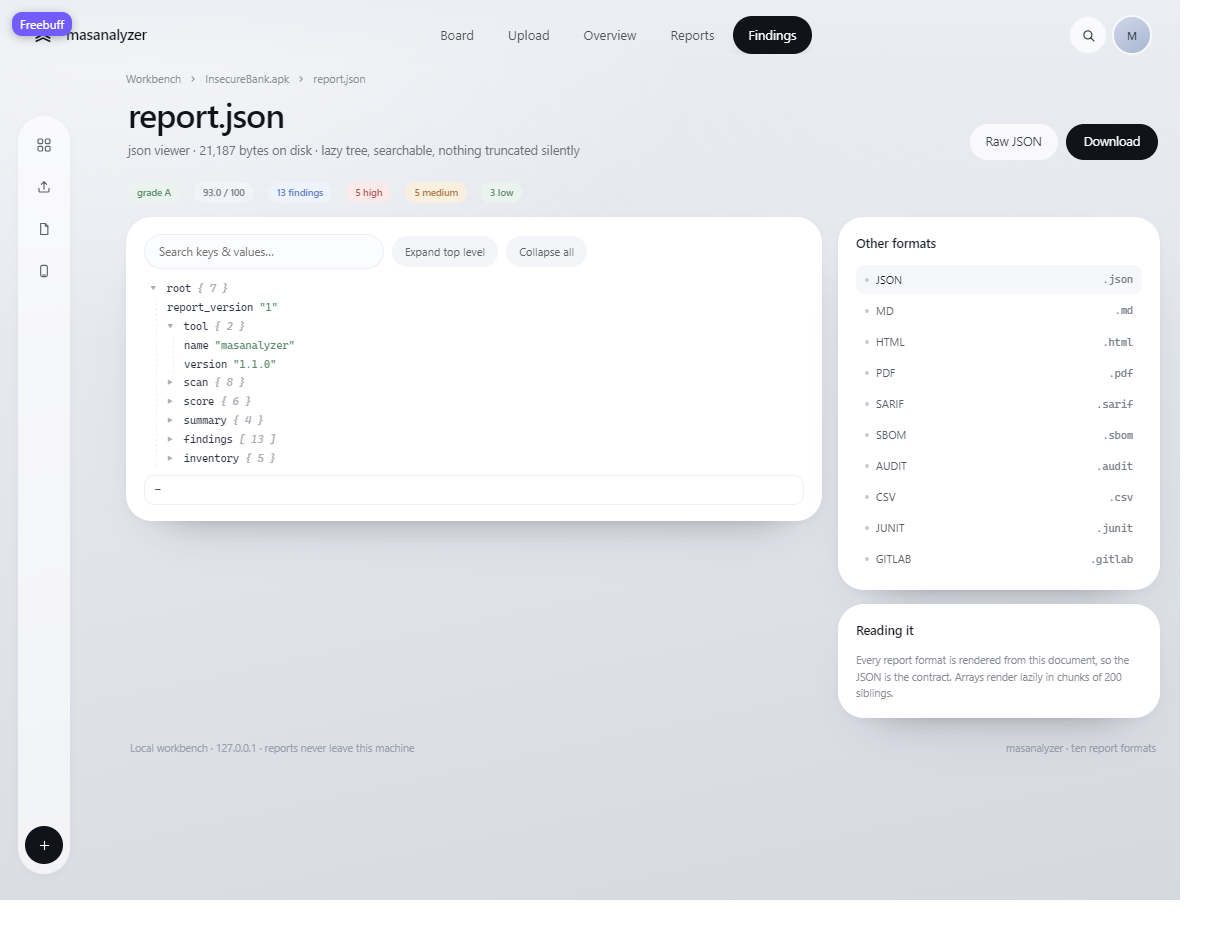 Freebuff
masanalyzer
Board
Upload
Overview
Reports
Findings
M
Workbench › InsecureBank.apk › report.json
report.json
json viewer · 21,187 bytes on disk · lazy tree, searchable, nothing truncated silently
Raw JSON
Download
grade A
93.0 / 100
13 findings
5 high
5 medium
3 low
Search keys & values...
Expand top level
Collapse all
root { 7 }
report_version "1"
tool { 2 }
name "masanalyzer"
version "1.1.0"
scan { 8 }
score { 6 }
summary { 4 }
findings [ 13 ]
inventory { 5 }
—
Other formats
JSON .json
MD .md
HTML .html
PDF .pdf
SARIF .sarif
SBOM .sbom
AUDIT .audit
CSV .csv
JUNIT .junit
GITLAB .gitlab
Reading it
Every report format is rendered from this document, so the
JSON is the contract. Arrays render lazily in chunks of 200
siblings.
Local workbench · 127.0.0.1 · reports never leave this machine
masanalyzer · ten report formats
+